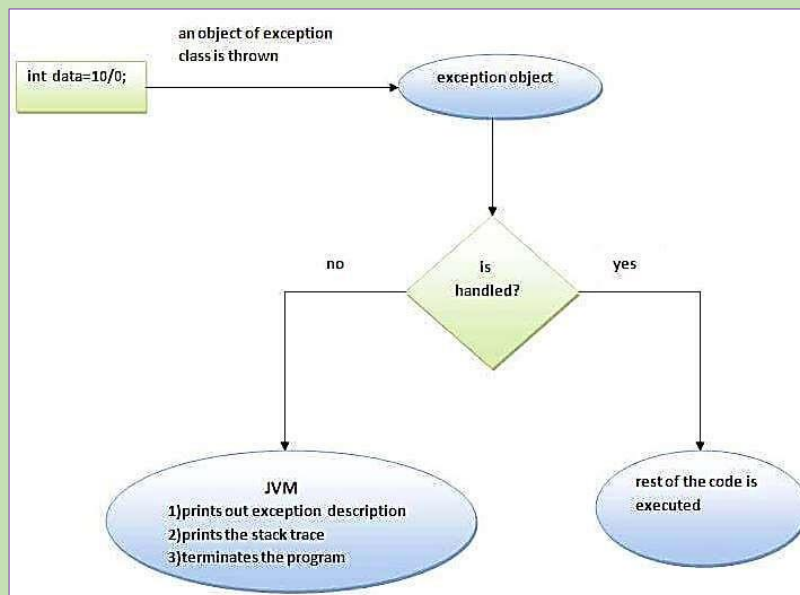 an object of exception
class is thrown
int data=10/0;
exception object
is
handled?
no
yes
JVM
1)prints out exception description
2)prints the stack trace
3)terminates the program
rest of the code is
executed